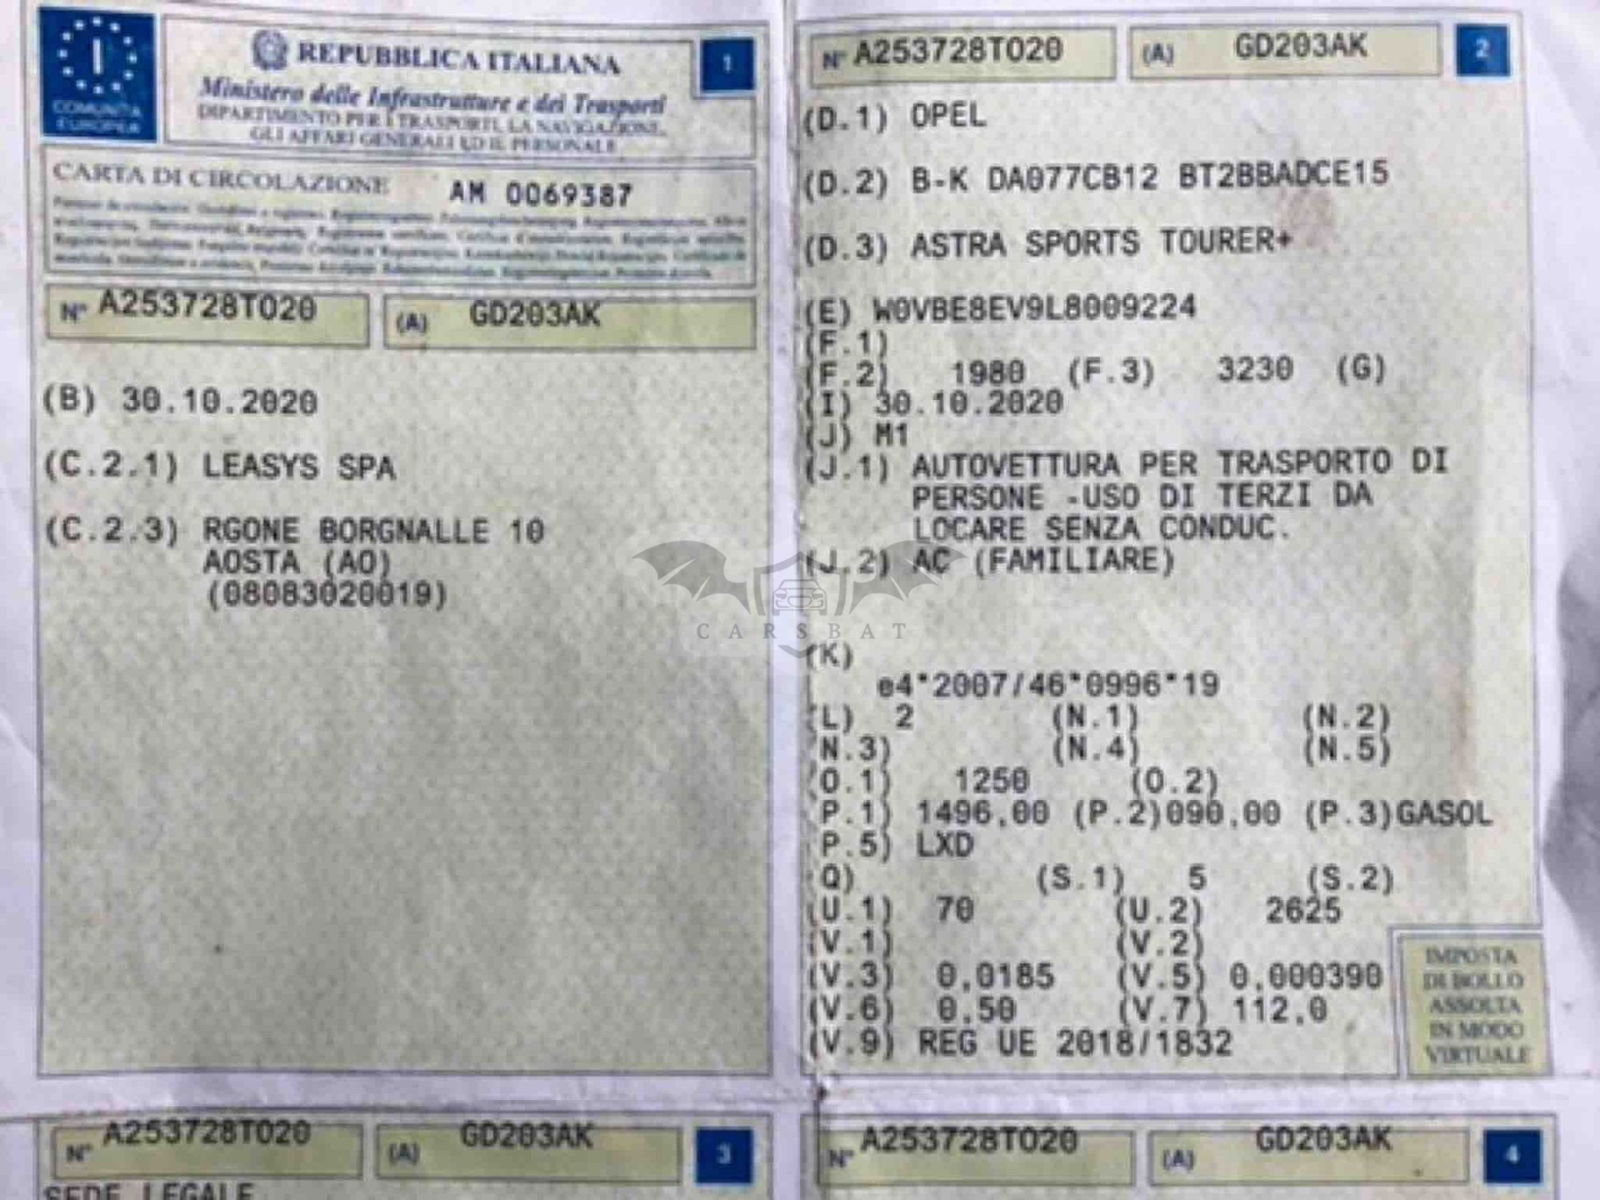 I
COMUNITA
EUROPEA
REPUBBLICA ITALIANA
Ministero delle Infrastrutture e dei Trasporti
DIPARTIMENTO PER I TRASPORTI, LA NAVIGAZIONE,
GLI AFFARI GENERALI ED IL PERSONALE
1
CARTA DI CIRCOLAZIONE AM 0069387
N° A253728TO20 (A) GD203AK
(B) 30.10.2020
(C.2.1) LEASYS SPA
(C.2.3) RGONE BORGNALLE 10
AOSTA (AO)
(08083020019)
N° A253728TO20 (A) GD203AK 2
(D.1) OPEL
(D.2) B-K DA077CB12 BT2BBADCE15
(D.3) ASTRA SPORTS TOURER+
(E) W0VBE8EV9L8009224
(F.1)
(F.2) 1980 (F.3) 3230 (G)
(I) 30.10.2020
(J) M1
(J.1) AUTOVETTURA PER TRASPORTO DI
PERSONE -USO DI TERZI DA
LOCARE SENZA CONDUC.
(J.2) AC (FAMILIARE)
CARSBAT
(K)
e4*2007/46*0996*19
(L) 2 (N.1) (N.2)
(N.3) (N.4) (N.5)
(O.1) 1250 (O.2)
(P.1) 1496,00 (P.2)090,00 (P.3)GASOL
(P.5) LXD
(Q) (S.1) 5 (S.2)
(U.1) 70 (U.2) 2625
(V.1) (V.2)
(V.3) 0,0185 (V.5) 0,000390
(V.6) 0,50 (V.7) 112,0
(V.9) REG UE 2018/1832
IMPOSTA
DI BOLLO
ASSOLTA
IN MODO
VIRTUALE
N° A253728TO20 (A) GD203AK 3
SEDE LEGALE
N° A253728TO20 (A) GD203AK 4